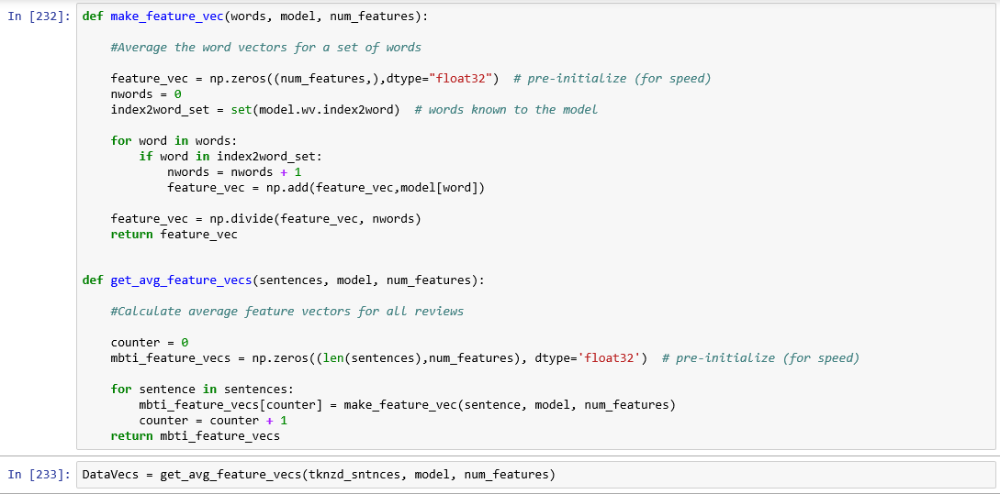 In [232]: def make_feature_vec(words, model, num_features):
#Average the word vectors for a set of words
feature_vec = np.zeros((num_features,),dtype="float32")  # pre-initialize (for speed)
nwords = 0
index2word_set = set(model.wv.index2word)  # words known to the model
for word in words:
if word in index2word_set:
nwords = nwords + 1
feature_vec = np.add(feature_vec,model[word])
feature_vec = np.divide(feature_vec, nwords)
return feature_vec
def get_avg_feature_vecs(sentences, model, num_features):
#Calculate average feature vectors for all reviews
counter = 0
mbti_feature_vecs = np.zeros((len(sentences),num_features), dtype='float32')  # pre-initialize (for speed)
for sentence in sentences:
mbti_feature_vecs[counter] = make_feature_vec(sentence, model, num_features)
counter = counter + 1
return mbti_feature_vecs
In [233]: DataVecs = get_avg_feature_vecs(tknzd_sntnces, model, num_features)